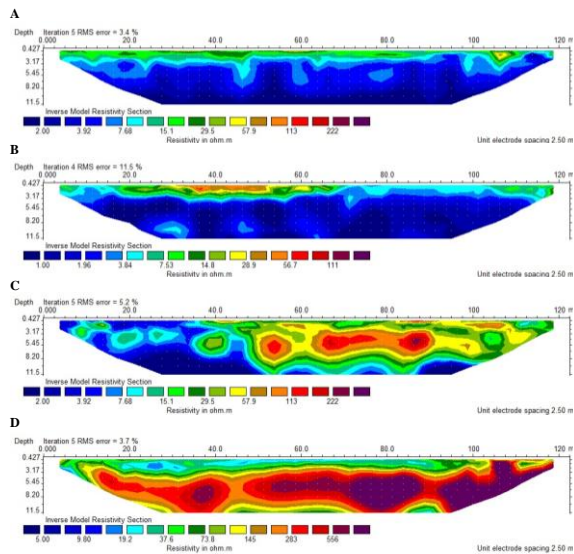 A
Depth Iteration 5 RMS error = 3.4 %
0.000 20.0 40.0 60.0 80.0 100 120 m
0.427
3.17
5.45
8.20
11.5
Inverse Model Resistivity Section
2.00 3.92 7.68 15.1 29.5 57.9 113 222
Resistivity in ohm.m
Unit electrode spacing 2.50 m
B
Depth Iteration 4 RMS error = 11.5 %
0.000 20.0 40.0 60.0 80.0 100 120 m
0.427
3.17
5.45
8.20
11.5
Inverse Model Resistivity Section
1.00 1.96 3.84 7.53 14.8 28.9 56.7 111
Resistivity in ohm.m
Unit electrode spacing 2.50 m
C
Depth Iteration 5 RMS error = 5.2 %
0.000 20.0 40.0 60.0 80.0 100 120 m
0.427
3.17
5.45
8.20
11.5
Inverse Model Resistivity Section
2.00 3.92 7.68 15.1 29.5 57.9 113 222
Resistivity in ohm.m
Unit electrode spacing 2.50 m
D
Depth Iteration 5 RMS error = 3.7 %
0.000 20.0 40.0 60.0 80.0 100 120 m
0.427
3.17
5.45
8.20
11.5
Inverse Model Resistivity Section
5.00 9.80 19.2 37.6 73.8 145 283 556
Resistivity in ohm.m
Unit electrode spacing 2.50 m